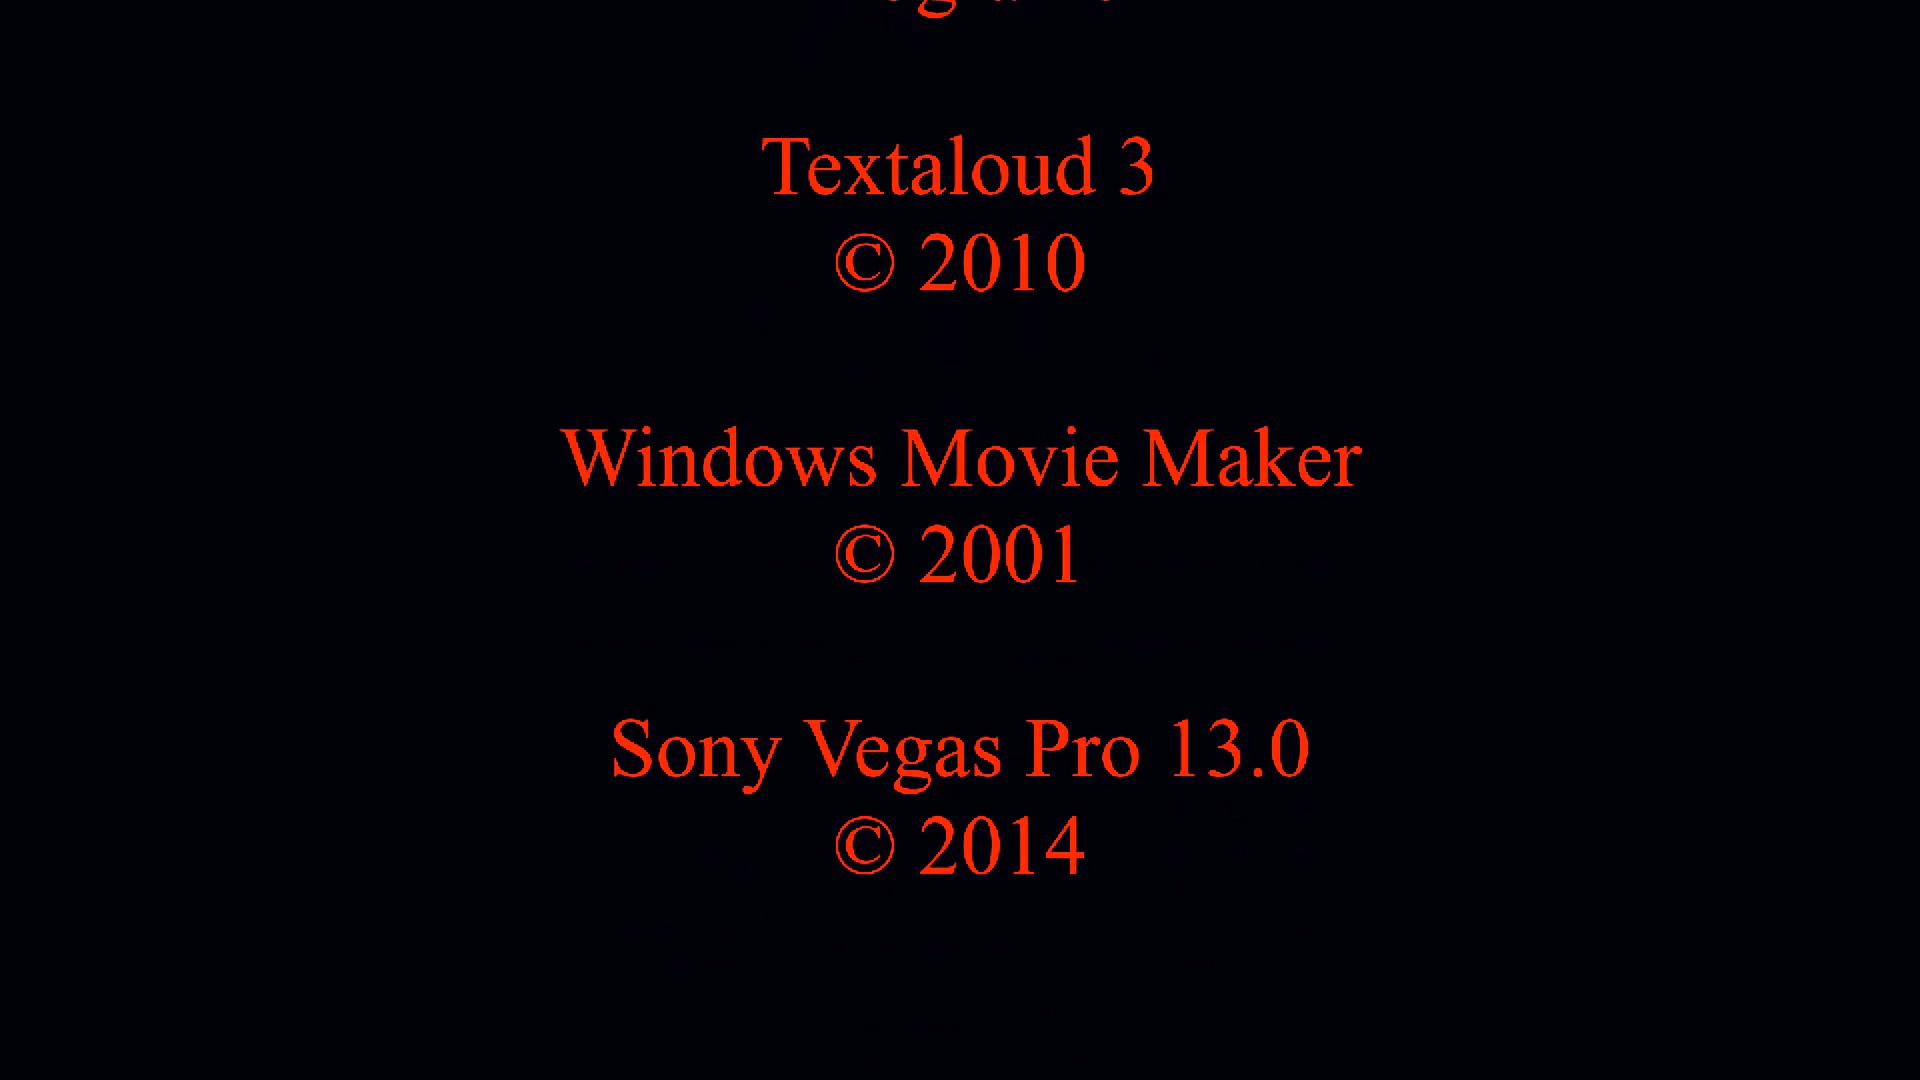 Textaloud 3
© 2010
Windows Movie Maker
© 2001
Sony Vegas Pro 13.0
© 2014